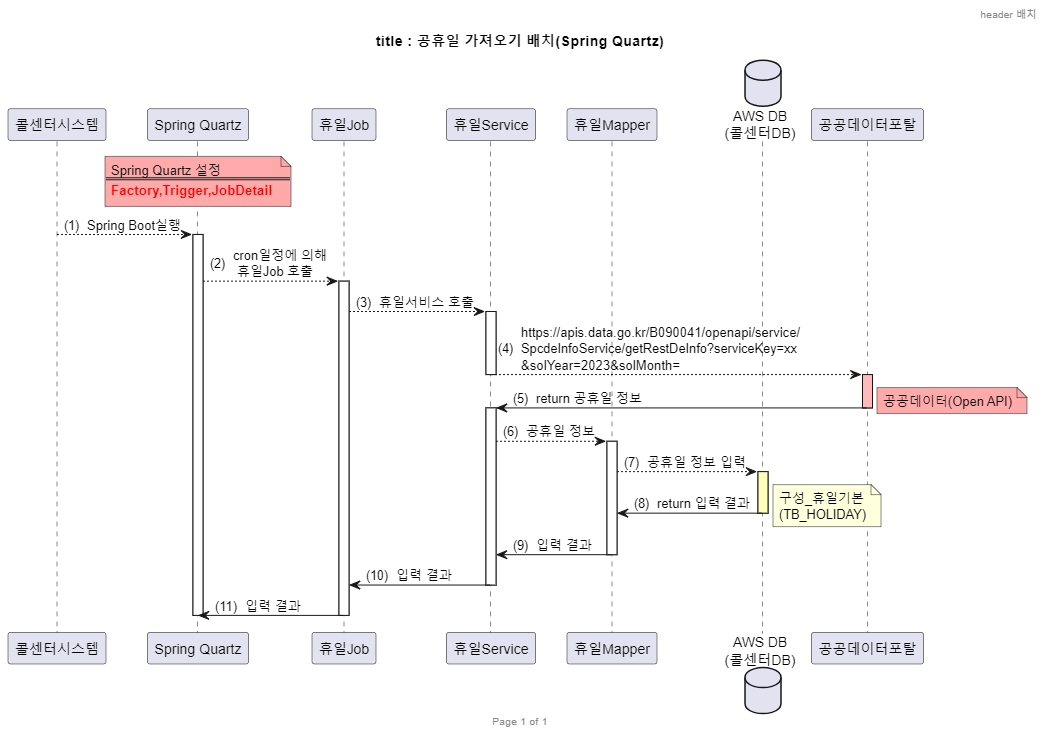 header 배치
title : 공휴일 가져오기 배치(Spring Quartz)
콜센터시스템
Spring Quartz
휴일Job
휴일Service
휴일Mapper
AWS DB
(콜센터DB)
공공데이터포탈
Spring Quartz 설정
Factory,Trigger,JobDetail
(1) Spring Boot실행
(2) cron일정에 의해
휴일Job 호출
(3) 휴일서비스 호출
https://apis.data.go.kr/B090041/openapi/service/
(4) SpcdeInfoService/getRestDeInfo?serviceKey=xx
&solYear=2023&solMonth=
(5) return 공휴일 정보
공공데이터(Open API)
(6) 공휴일 정보
(7) 공휴일 정보 입력
(8) return 입력 결과
구성_휴일기본
(TB_HOLIDAY)
(9) 입력 결과
(10) 입력 결과
(11) 입력 결과
콜센터시스템
Spring Quartz
휴일Job
휴일Service
휴일Mapper
AWS DB
(콜센터DB)
공공데이터포탈
Page 1 of 1